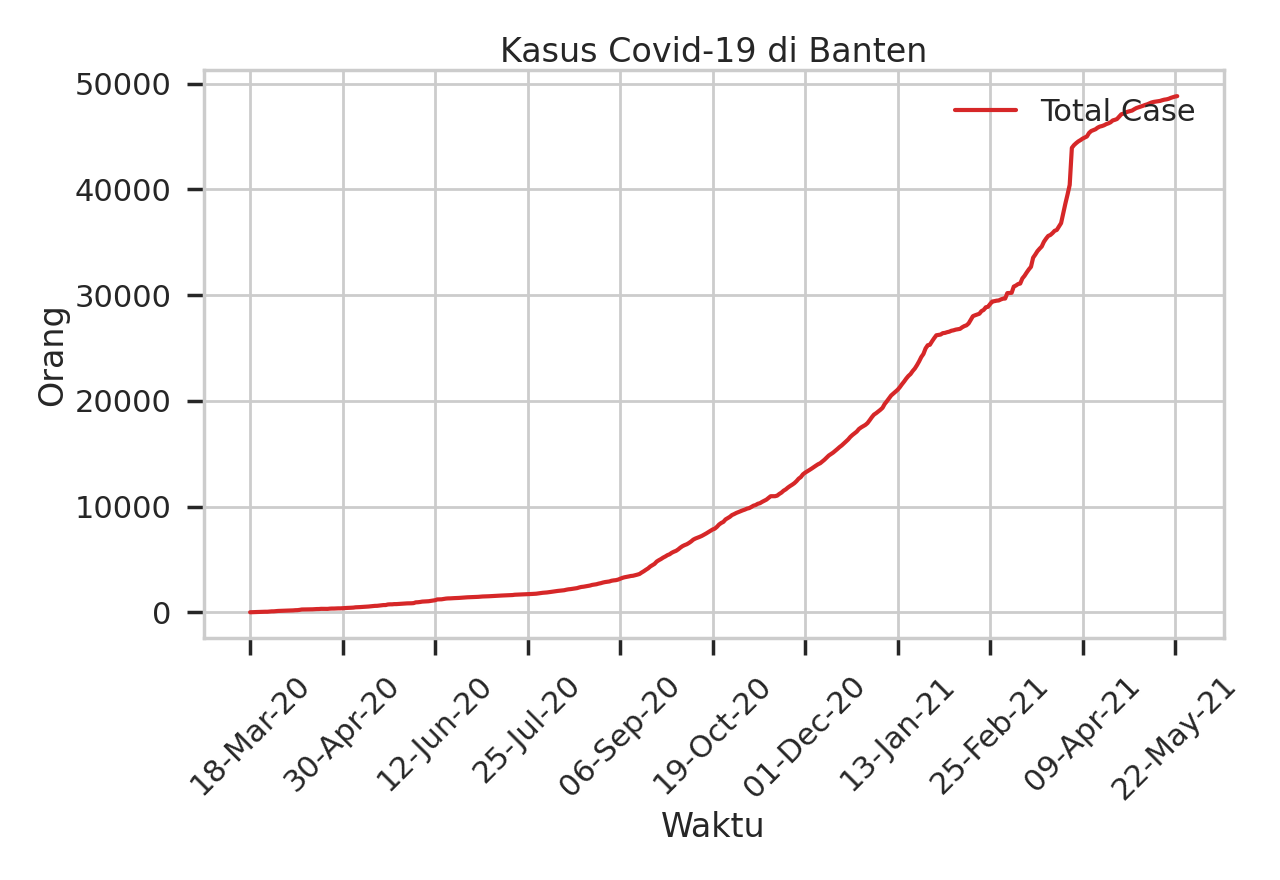 Kasus Covid-19 di Banten
Total Case
Orang
50000
40000
30000
20000
10000
0
18-Mar-20
30-Apr-20
12-Jun-20
25-Jul-20
06-Sep-20
19-Oct-20
01-Dec-20
13-Jan-21
25-Feb-21
09-Apr-21
22-May-21
Waktu